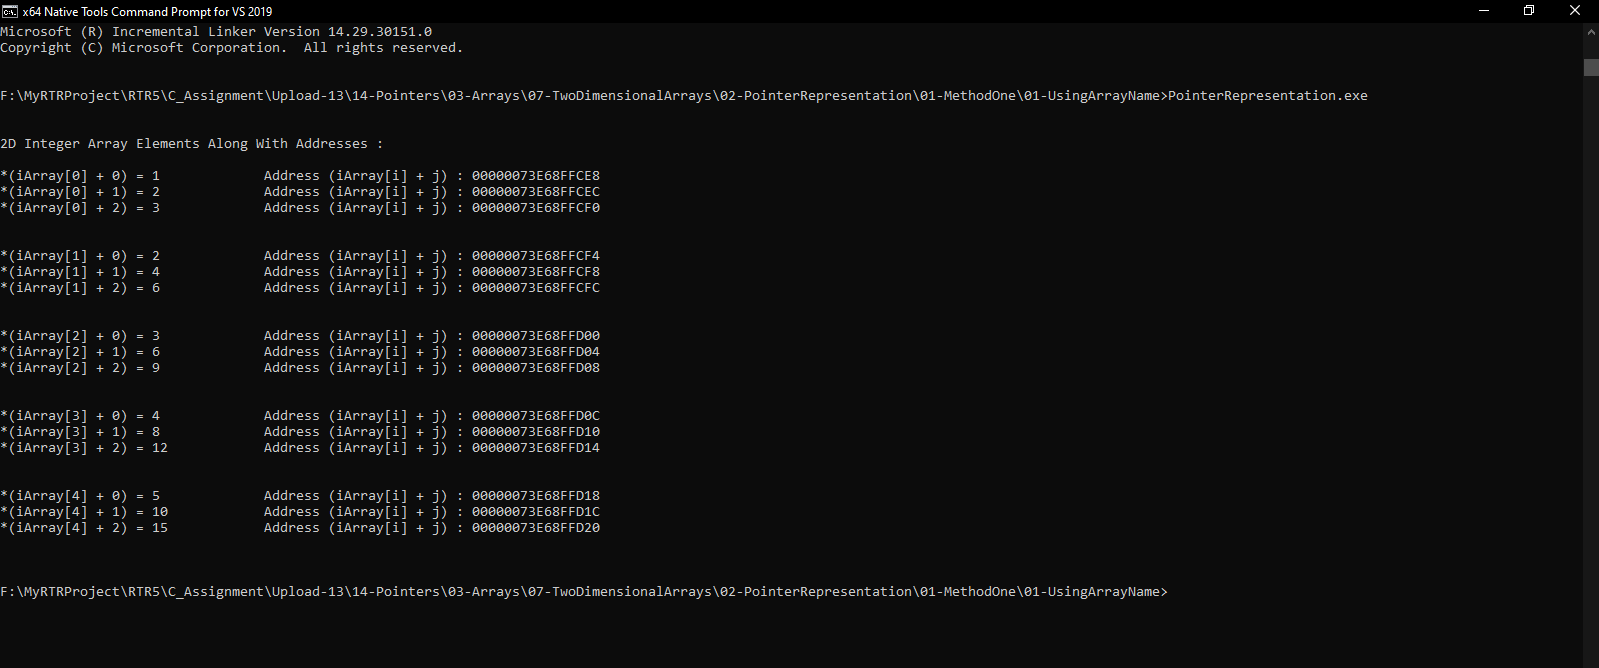 x64 Native Tools Command Prompt for VS 2019
Microsoft (R) Incremental Linker Version 14.29.30151.0
Copyright (C) Microsoft Corporation.  All rights reserved.
F:\MyRTRProject\RTR5\C_Assignment\Upload-13\14-Pointers\03-Arrays\07-TwoDimensionalArrays\02-PointerRepresentation\01-MethodOne\01-UsingArrayName>PointerRepresentation.exe
2D Integer Array Elements Along With Addresses :
*(iArray[0] + 0) = 1             Address (iArray[i] + j) : 00000073E68FFCE8
*(iArray[0] + 1) = 2             Address (iArray[i] + j) : 00000073E68FFCEC
*(iArray[0] + 2) = 3             Address (iArray[i] + j) : 00000073E68FFCF0
*(iArray[1] + 0) = 2             Address (iArray[i] + j) : 00000073E68FFCF4
*(iArray[1] + 1) = 4             Address (iArray[i] + j) : 00000073E68FFCF8
*(iArray[1] + 2) = 6             Address (iArray[i] + j) : 00000073E68FFCFC
*(iArray[2] + 0) = 3             Address (iArray[i] + j) : 00000073E68FFD00
*(iArray[2] + 1) = 6             Address (iArray[i] + j) : 00000073E68FFD04
*(iArray[2] + 2) = 9             Address (iArray[i] + j) : 00000073E68FFD08
*(iArray[3] + 0) = 4             Address (iArray[i] + j) : 00000073E68FFD0C
*(iArray[3] + 1) = 8             Address (iArray[i] + j) : 00000073E68FFD10
*(iArray[3] + 2) = 12            Address (iArray[i] + j) : 00000073E68FFD14
*(iArray[4] + 0) = 5             Address (iArray[i] + j) : 00000073E68FFD18
*(iArray[4] + 1) = 10            Address (iArray[i] + j) : 00000073E68FFD1C
*(iArray[4] + 2) = 15            Address (iArray[i] + j) : 00000073E68FFD20
F:\MyRTRProject\RTR5\C_Assignment\Upload-13\14-Pointers\03-Arrays\07-TwoDimensionalArrays\02-PointerRepresentation\01-MethodOne\01-UsingArrayName>